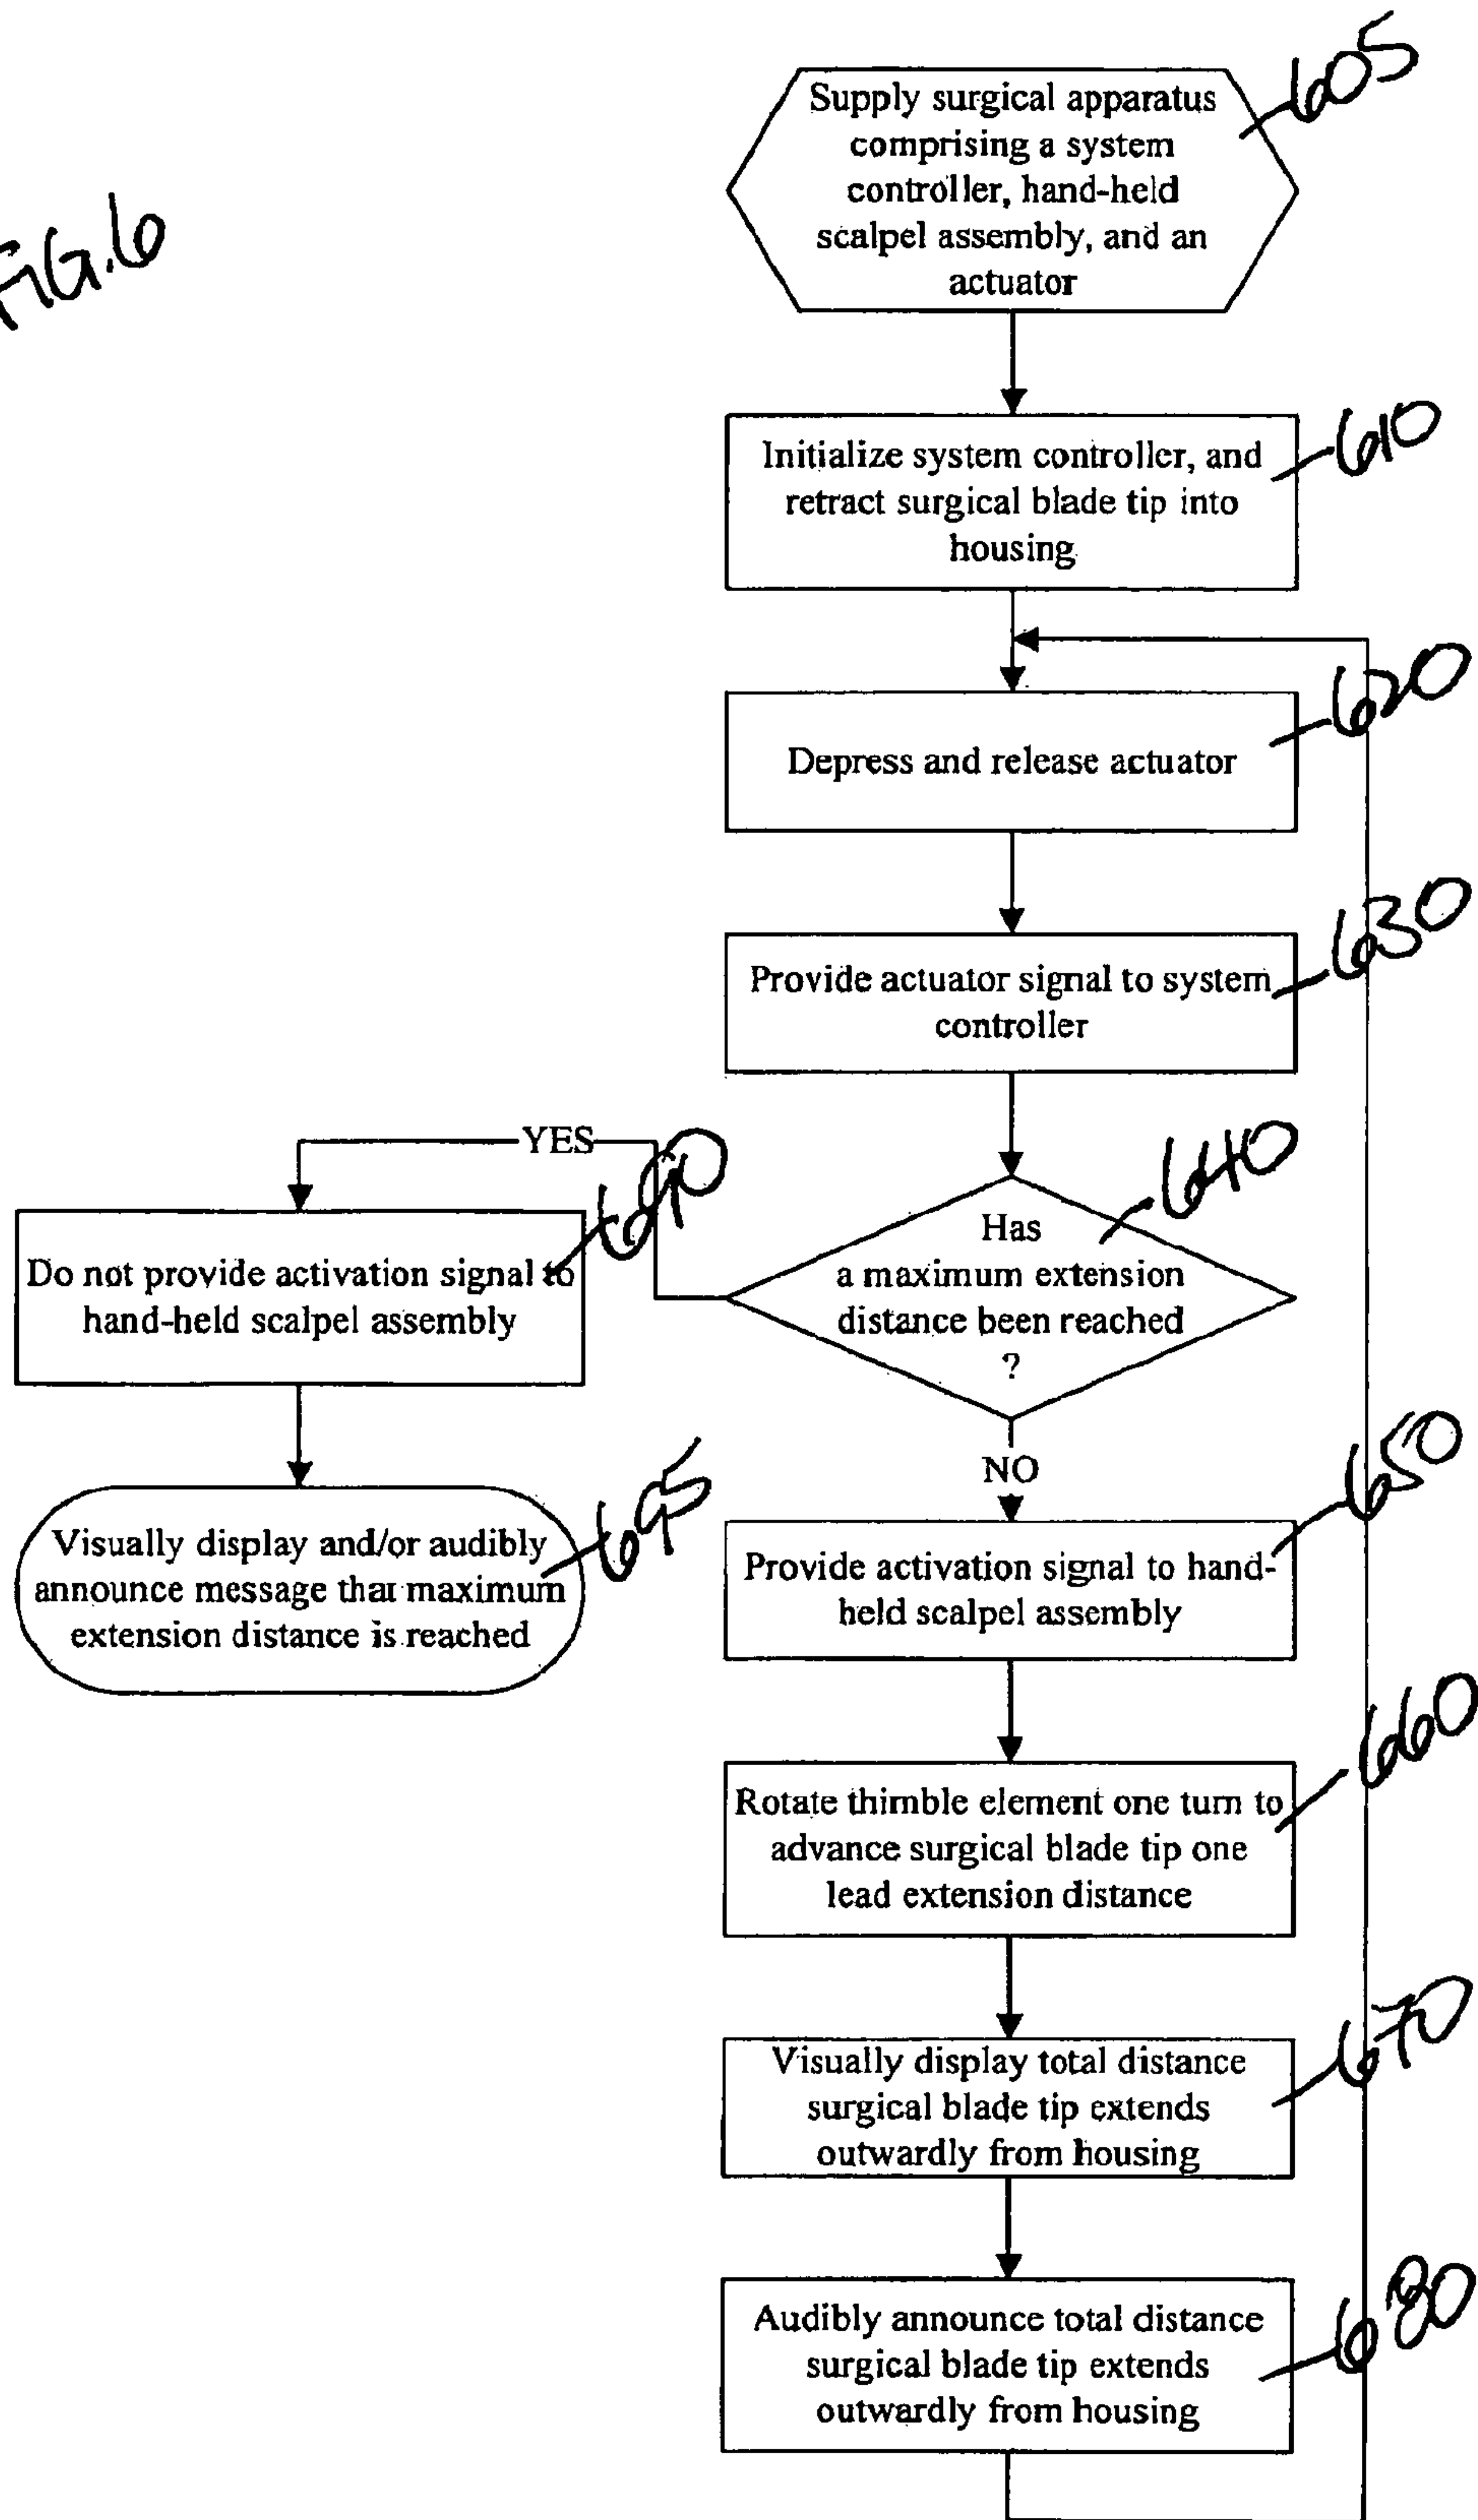 FIG.6
Supply surgical apparatus
comprising a system
controller, hand-held
scalpel assembly, and an
actuator
605
Initialize system controller, and
retract surgical blade tip into
housing
610
Depress and release actuator
620
Provide actuator signal to system
controller
630
YES
690
640
Has
a maximum extension
distance been reached
?
Do not provide activation signal to
hand-held scalpel assembly
NO
650
Visually display and/or audibly
announce message that maximum
extension distance is reached
695
Provide activation signal to hand-
held scalpel assembly
660
Rotate thimble element one turn to
advance surgical blade tip one
lead extension distance
670
Visually display total distance
surgical blade tip extends
outwardly from housing
680
Audibly announce total distance
surgical blade tip extends
outwardly from housing